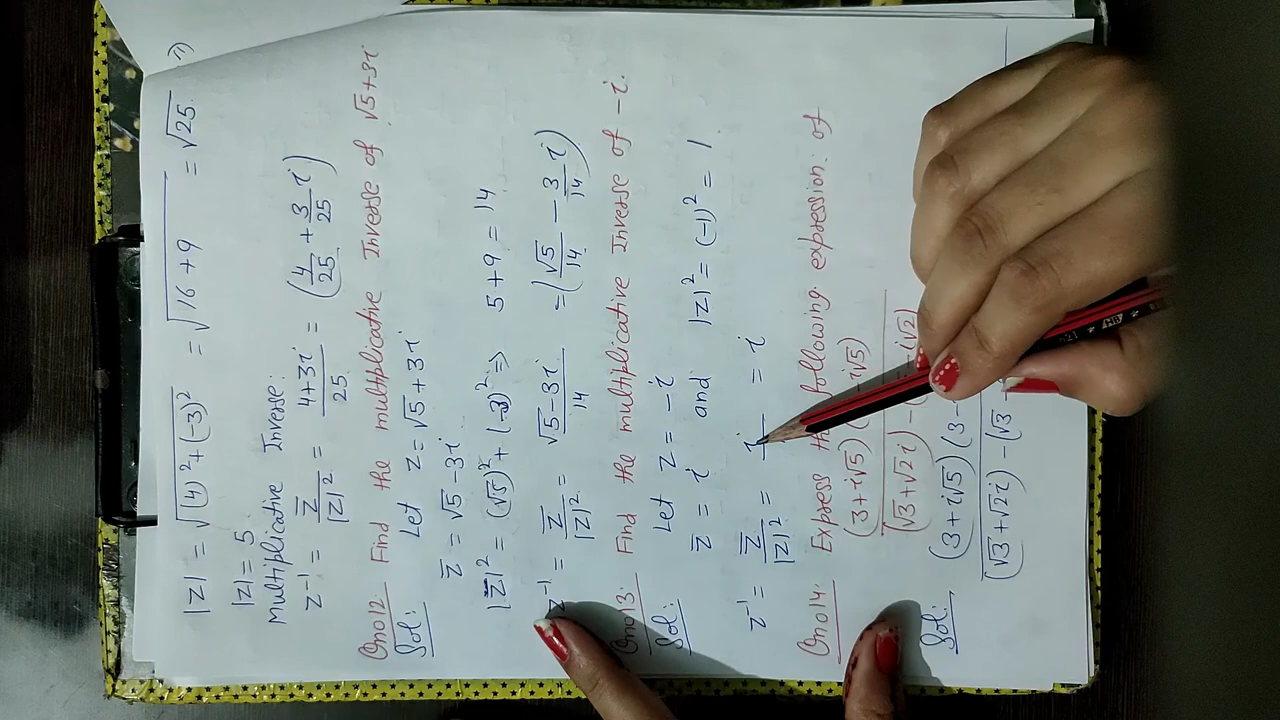 |z| = √(4)²+(-3)² = √16+9 = √25
|z| = 5
Multiplicative Inverse:
z⁻¹ = z̄/|z|² = 4+3i/25 = (4/25 + 3/25 i)
Qno12. Find the multiplicative Inverse of √5+3i
Sol: Let z = √5+3i
z̄ = √5-3i
|z|² = (√5)²+(-3)² ⇒ 5+9 = 14
z⁻¹ = z̄/|z|² = √5-3i/14 = (√5/14 - 3/14 i)
Qno13. Find the multiplicative Inverse of -i.
Sol: Let z = -i
z̄ = i and |z|² = (-1)² = 1
z⁻¹ = z̄/|z|² = i = i
Qno14. Express following expression: of
(3+i√5)( -i√5)
(√3+√2i)-( -i√2)
Sol: (3+i√5)(3-
(√3+√2i)-(√3